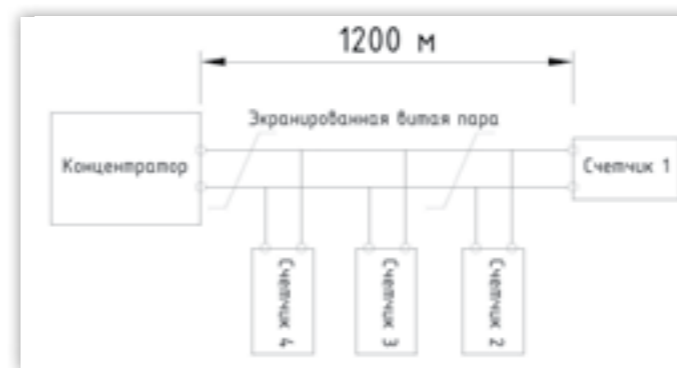 1200 м
Экранированная витая пара
Концентратор
Счетчик 1
Счетчик 4
Счетчик 3
Счетчик 2